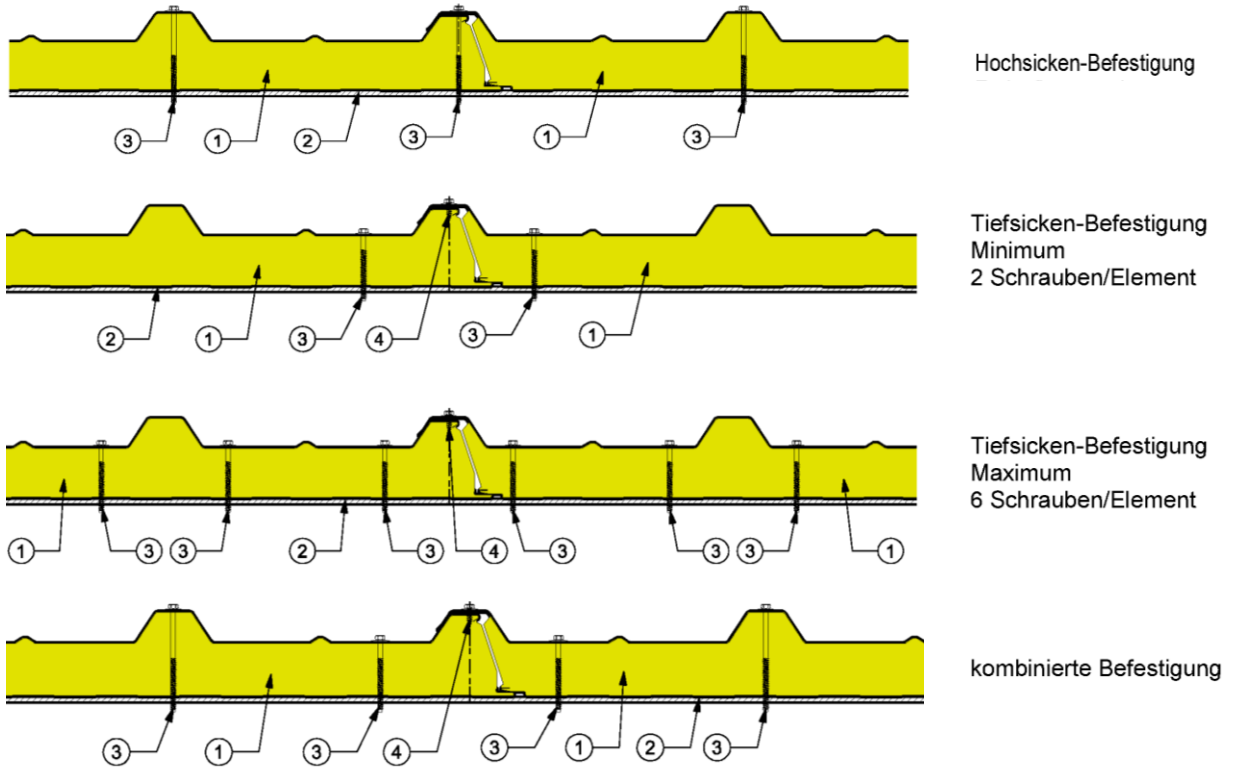 Hochsicken-Befestigung
3 1 2 3 1 3
Tiefsicken-Befestigung
Minimum
2 Schrauben/Element
2 1 3 4 3 1
Tiefsicken-Befestigung
Maximum
6 Schrauben/Element
1 3 3 2 3 4 3 3 3 1
kombinierte Befestigung
3 1 3 4 3 1 2 3